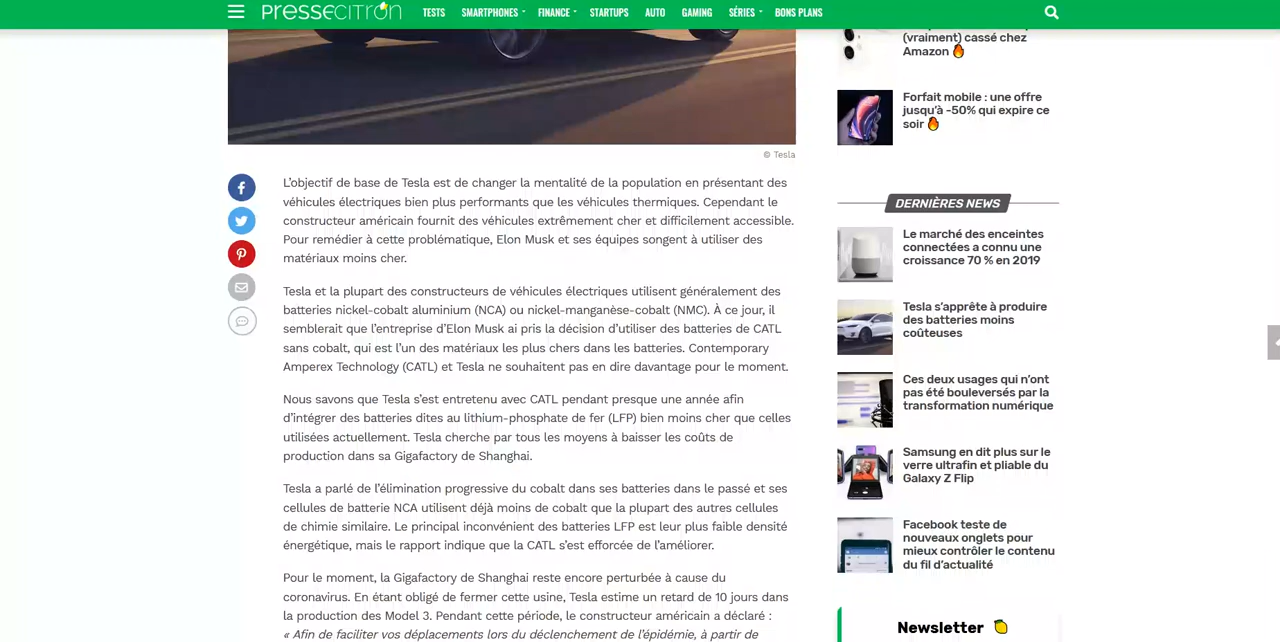 PRESSECITRON TESTS SMARTPHONES FINANCE STARTUPS AUTO GAMING SÉRIES BONS PLANS
© Tesla
L’objectif de base de Tesla est de changer la mentalité de la population en présentant des
véhicules électriques bien plus performants que les véhicules thermiques. Cependant le
constructeur américain fournit des véhicules extrêmement cher et difficilement accessible.
Pour remédier à cette problématique, Elon Musk et ses équipes songent à utiliser des
matériaux moins cher.
Tesla et la plupart des constructeurs de véhicules électriques utilisent généralement des
batteries nickel-cobalt aluminium (NCA) ou nickel-manganèse-cobalt (NMC). À ce jour, il
semblerait que l’entreprise d’Elon Musk ai pris la décision d’utiliser des batteries de CATL
sans cobalt, qui est l’un des matériaux les plus chers dans les batteries. Contemporary
Amperex Technology (CATL) et Tesla ne souhaitent pas en dire davantage pour le moment.
Nous savons que Tesla s’est entretenu avec CATL pendant presque une année afin
d’intégrer des batteries dites au lithium-phosphate de fer (LFP) bien moins cher que celles
utilisées actuellement. Tesla cherche par tous les moyens à baisser les coûts de
production dans sa Gigafactory de Shanghai.
Tesla a parlé de l’élimination progressive du cobalt dans ses batteries dans le passé et ses
cellules de batterie NCA utilisent déjà moins de cobalt que la plupart des autres cellules
de chimie similaire. Le principal inconvénient des batteries LFP est leur plus faible densité
énergétique, mais le rapport indique que la CATL s’est efforcée de l’améliorer.
Pour le moment, la Gigafactory de Shanghai reste encore perturbée à cause du
coronavirus. En étant obligé de fermer cette usine, Tesla estime un retard de 10 jours dans
la production des Model 3. Pendant cette période, le constructeur américain a déclaré :
« Afin de faciliter vos déplacements lors du déclenchement de l’épidémie, à partir de
(vraiment) cassé chez
Amazon 🔥
Forfait mobile : une offre
jusqu’à -50% qui expire ce
soir 🔥
DERNIÈRES NEWS
Le marché des enceintes
connectées a connu une
croissance 70 % en 2019
Tesla s’apprête à produire
des batteries moins
coûteuses
Ces deux usages qui n’ont
pas été bouleversés par la
transformation numérique
Samsung en dit plus sur le
verre ultrafin et pliable du
Galaxy Z Flip
Facebook teste de
nouveaux onglets pour
mieux contrôler le contenu
du fil d’actualité
Newsletter 🍋